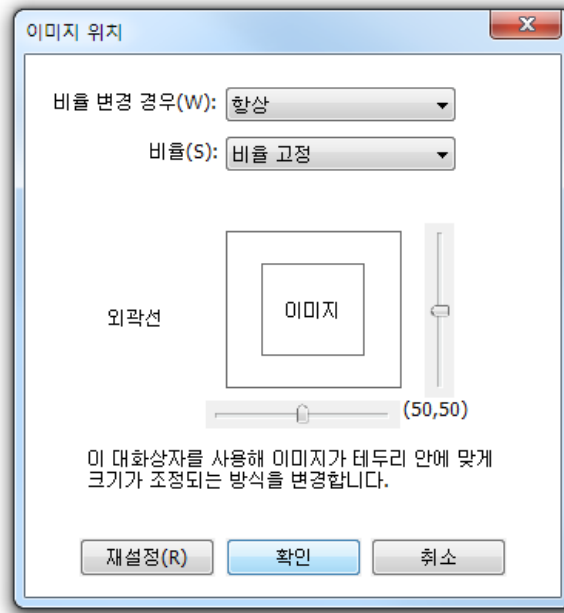 이미지 위치
비율 변경 경우(W): 항상
비율(S): 비율 고정
이미지
외곽선
(50,50)
이 대화상자를 사용해 이미지가 테두리 안에 맞게
크기가 조정되는 방식을 변경합니다.
재설정(R) 확인 취소